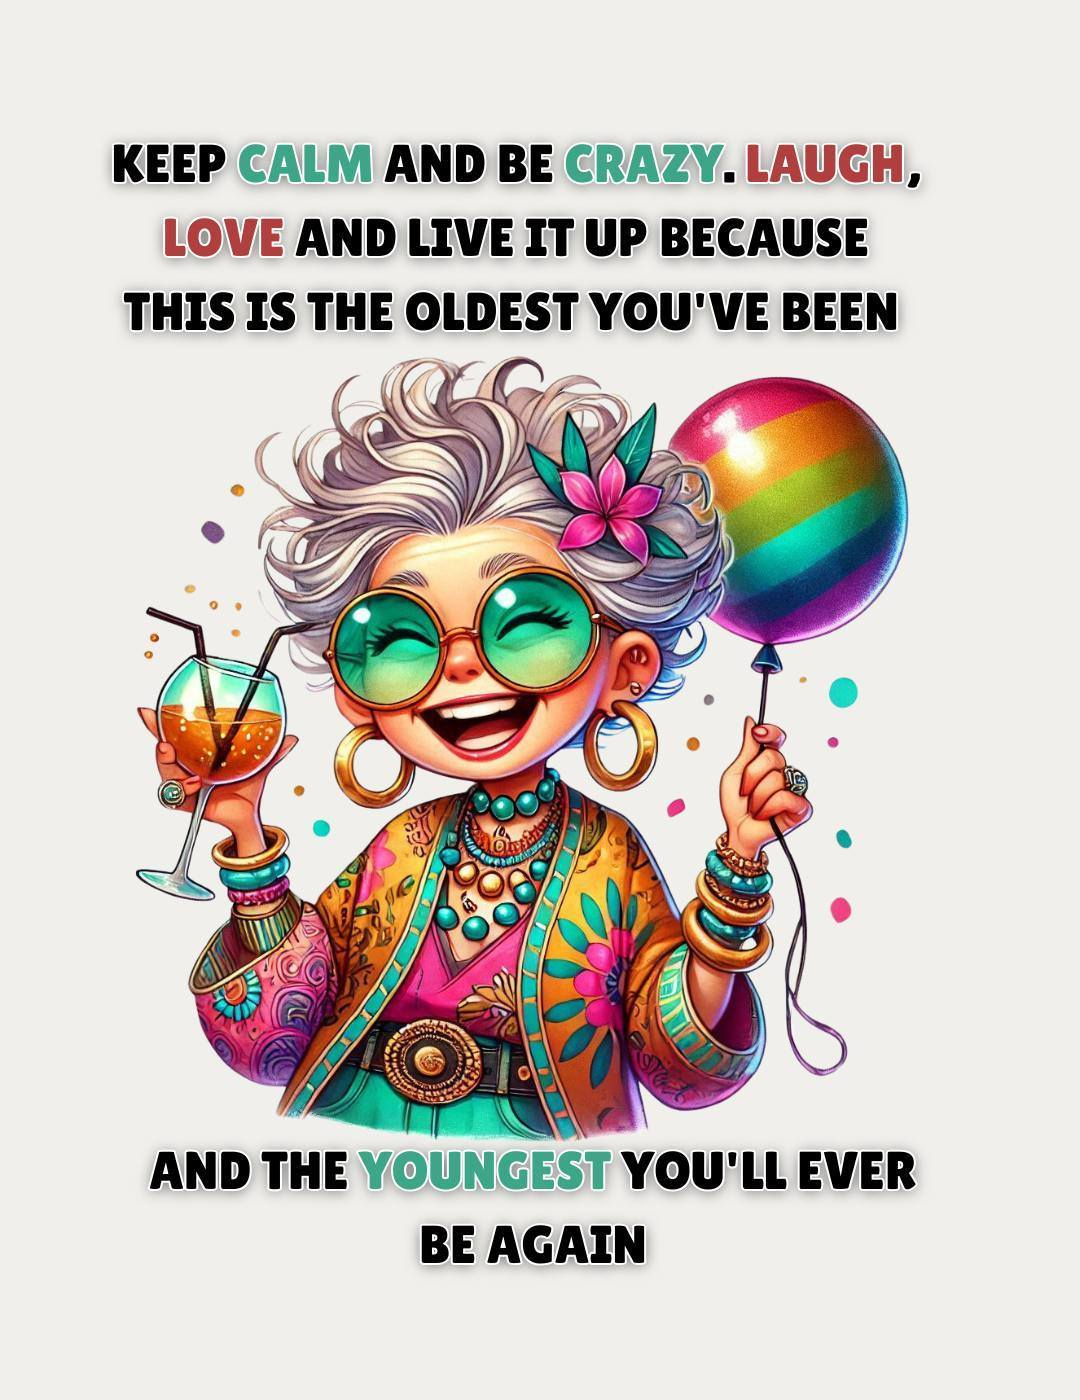 KEEP CALM AND BE CRAZY. LAUGH,
LOVE AND LIVE IT UP BECAUSE
THIS IS THE OLDEST YOU'VE BEEN
AND THE YOUNGEST YOU'LL EVER
BE AGAIN